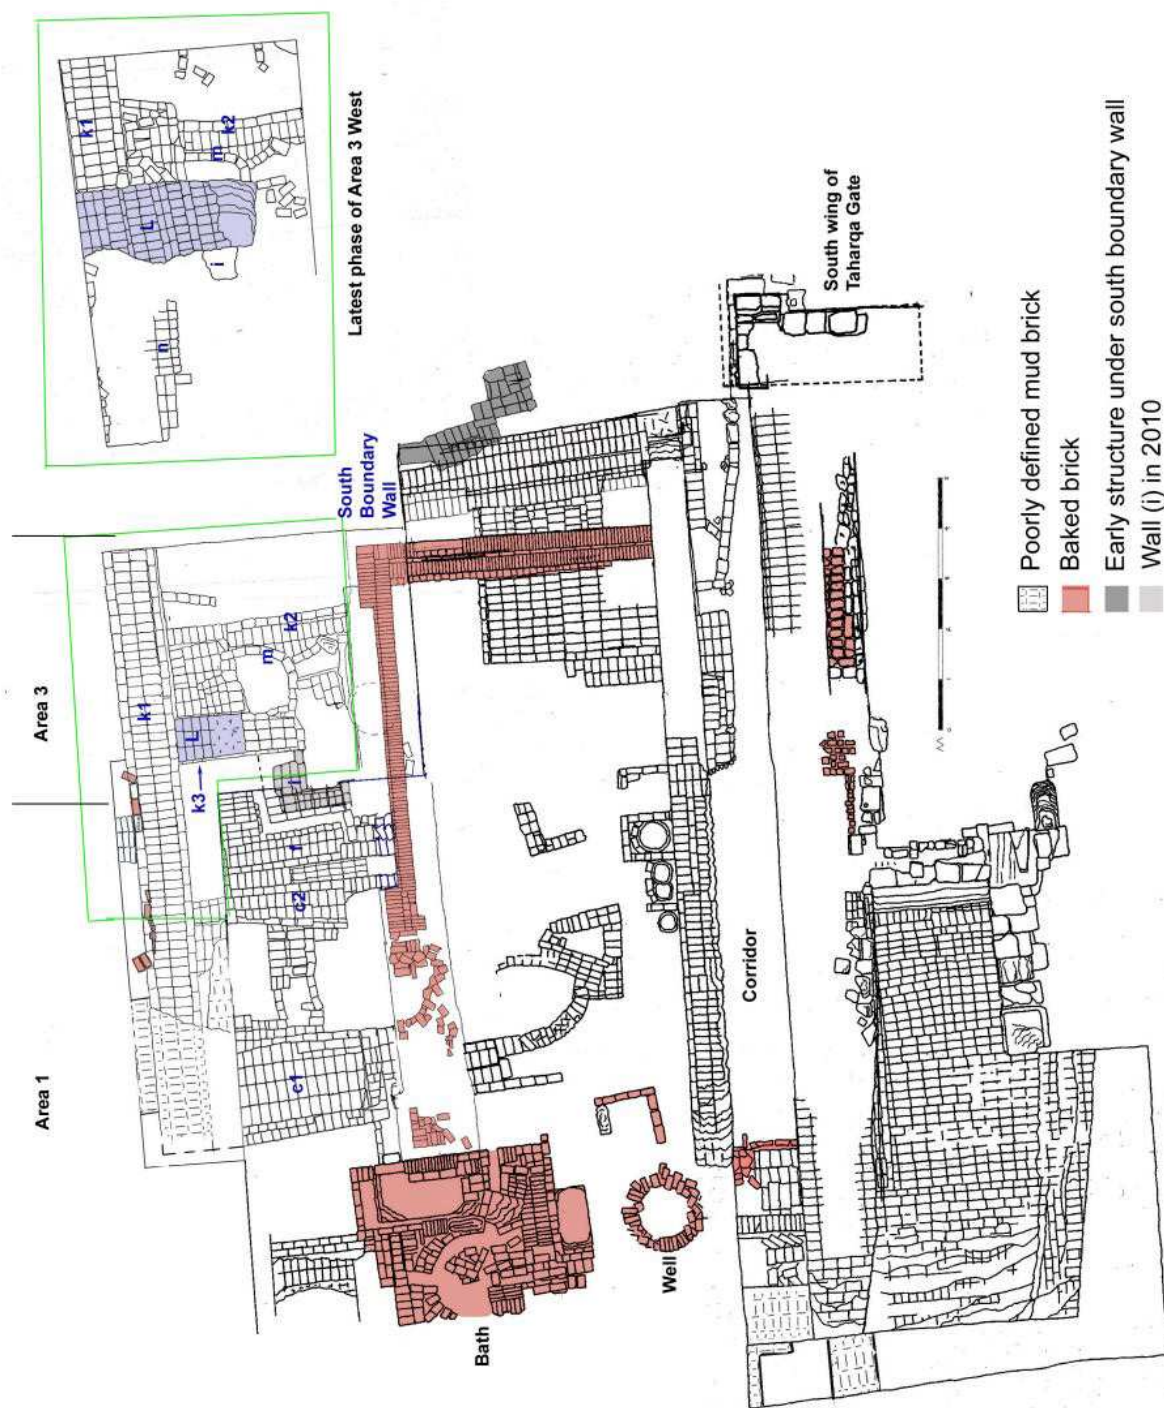 Area 1
Area 3
k1
k3
L
m
k2
i
f
c2
c1
South
Boundary
Wall
k1
k2
m
L
i
n
Latest phase of Area 3 West
Bath
Well
Corridor
South wing of
Taharqa Gate
Poorly defined mud brick
Baked brick
Early structure under south boundary wall
Wall (i) in 2010